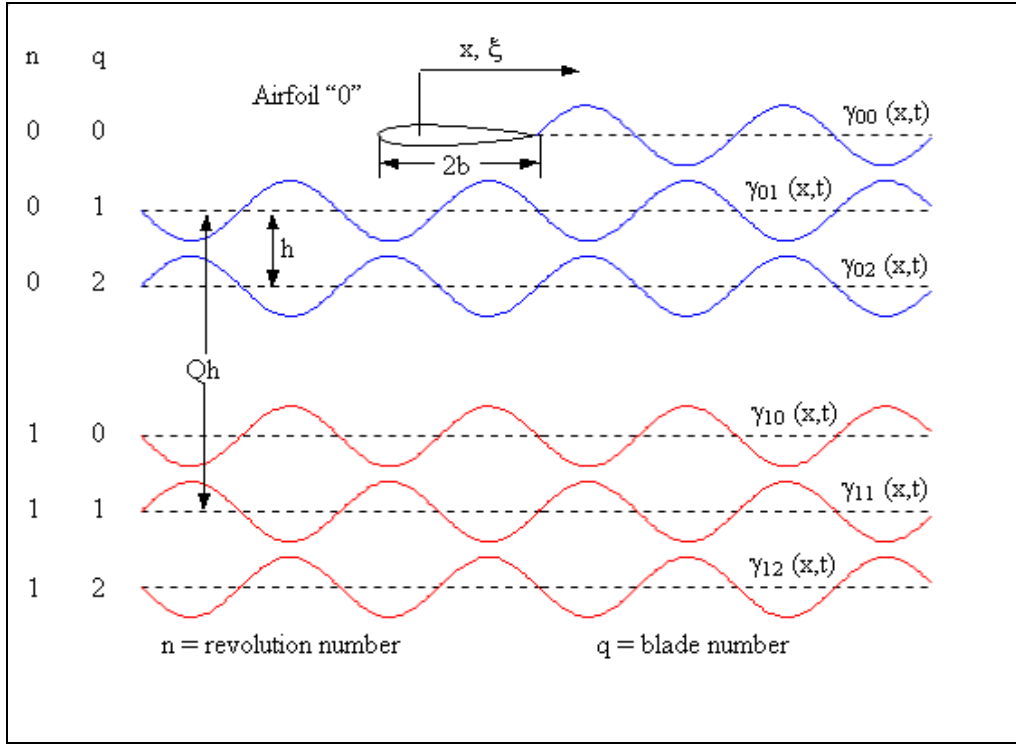 n q
x, ξ
Airfoil “0”
0 0 γ00 (x,t)
2b
0 1 γ01 (x,t)
h
0 2 γ02 (x,t)
Qh
1 0 γ10 (x,t)
1 1 γ11 (x,t)
1 2 γ12 (x,t)
n = revolution number q = blade number